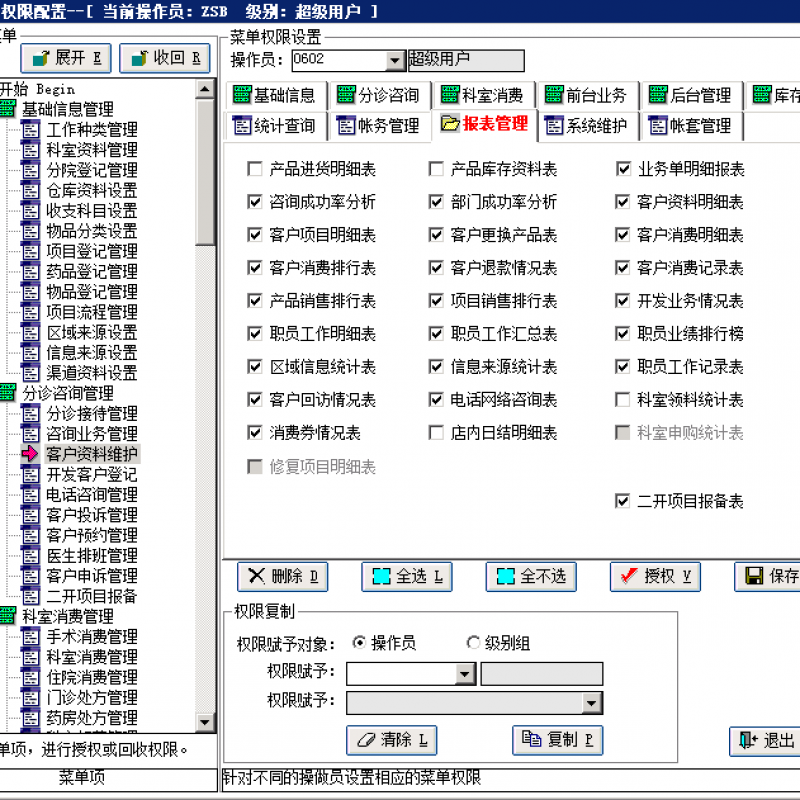 权限配置--[ 当前操作员: ZSB 级别: 超级用户 ]
单
展开 E
收回 R
开始 Begin
基础信息管理
工作种类管理
科室资料管理
分院登记管理
仓库资料设置
收支科目设置
物品分类设置
项目登记管理
药品登记管理
物品登记管理
项目流程管理
区域来源设置
信息来源设置
渠道资料设置
分诊咨询管理
分诊接待管理
咨询业务管理
客户资料维护
开发客户登记
电话咨询管理
客户投诉管理
客户预约管理
医生排班管理
客户申诉管理
二开项目报备
科室消费管理
手术消费管理
科室消费管理
住院消费管理
门诊处方管理
药房处方管理
单项，进行授权或回收权限。
菜单项
菜单权限设置
操作员: 0602 超级用户
基础信息 分诊咨询 科室消费 前台业务 后台管理 库存
统计查询 帐务管理 报表管理 系统维护 帐套管理
产品进货明细表 产品库存资料表 业务单明细报表
咨询成功率分析 部门成功率分析 客户资料明细表
客户项目明细表 客户更换产品表 客户消费明细表
客户消费排行表 客户退款情况表 客户消费记录表
产品销售排行表 项目销售排行表 开发业务情况表
职员工作明细表 职员工作汇总表 职员业绩排行榜
区域信息统计表 信息来源统计表 职员工作记录表
客户回访情况表 电话网络咨询表 科室领料统计表
消费券情况表 店内日结明细表 科室申购统计表
修复项目明细表
二开项目报备表
删除 D 全选 L 全不选 授权 V 保存
权限复制
权限赋予对象: 操作员 级别组
权限赋予:
权限赋予:
清除 L 复制 P 退出
针对不同的操做员设置相应的菜单权限